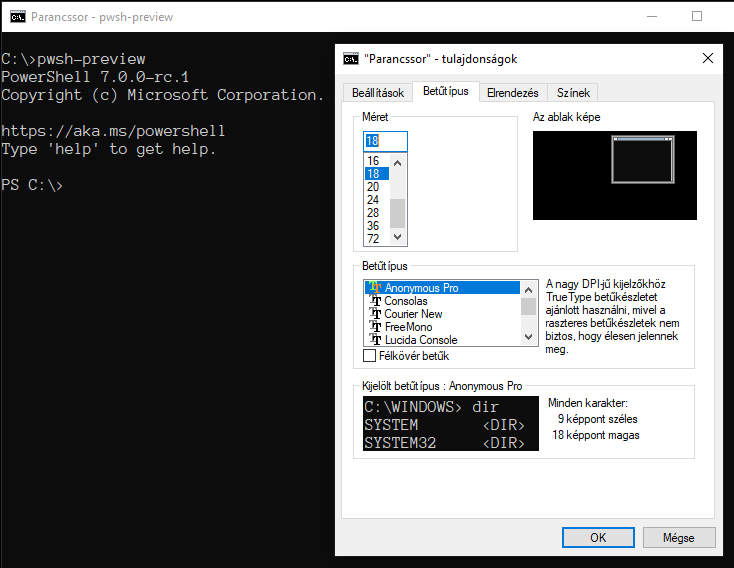 Parancssor - pwsh-preview
C:\>pwsh-preview
PowerShell 7.0.0-rc.1
Copyright (c) Microsoft Corporation.
https://aka.ms/powershell
Type 'help' to get help.
PS C:\>
"Parancssor" - tulajdonságok
Beállítások
Betűtípus
Elrendezés
Színek
Méret
18
16
18
20
24
28
36
72
Az ablak képe
Betűtípus
Anonymous Pro
Consolas
Courier New
FreeMono
Lucida Console
Félkövér betűk
A nagy DPI-jű kijelzőkhöz
TrueType betűkészletet
ajánlott használni, mivel a
raszteres betűkészletek nem
biztos, hogy élesen jelennek
meg.
Kijelölt betűtípus : Anonymous Pro
C:\WINDOWS> dir
SYSTEM <DIR>
SYSTEM32 <DIR>
Minden karakter:
9 képpont széles
18 képpont magas
OK
Mégse